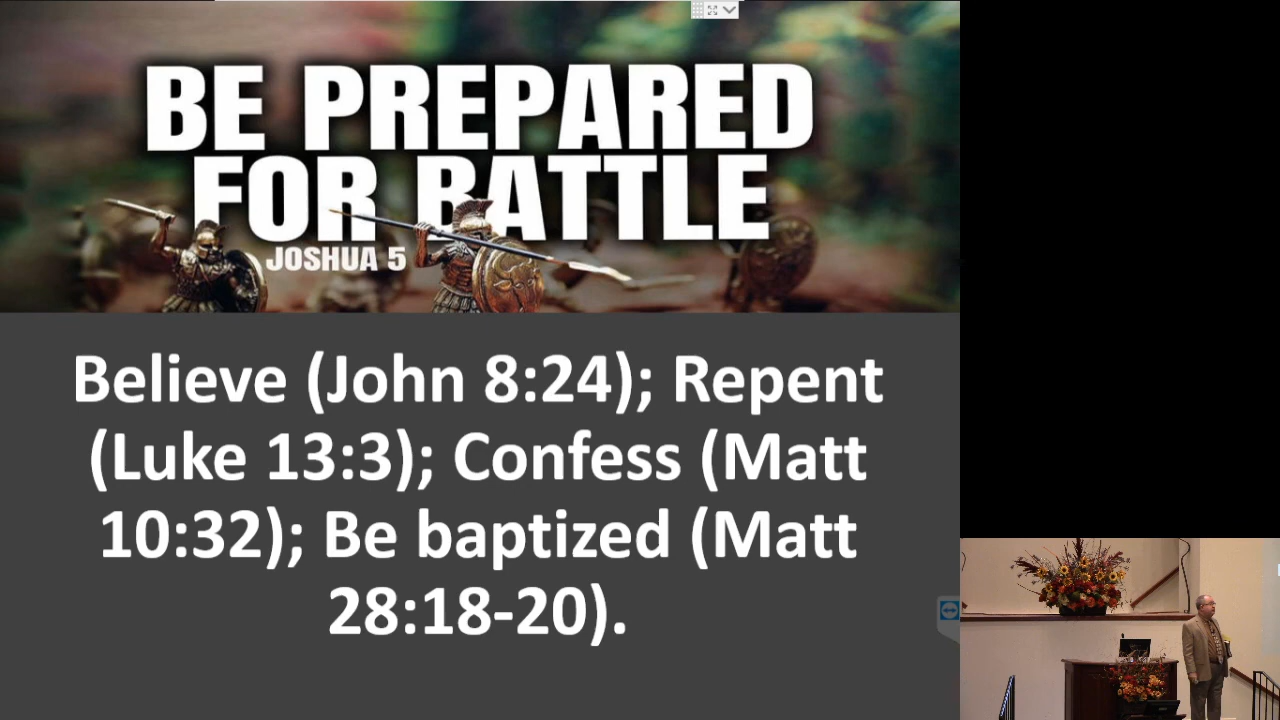 BE PREPARED
FOR BATTLE
JOSHUA 5
Believe (John 8:24); Repent
(Luke 13:3); Confess (Matt
10:32); Be baptized (Matt
28:18-20).